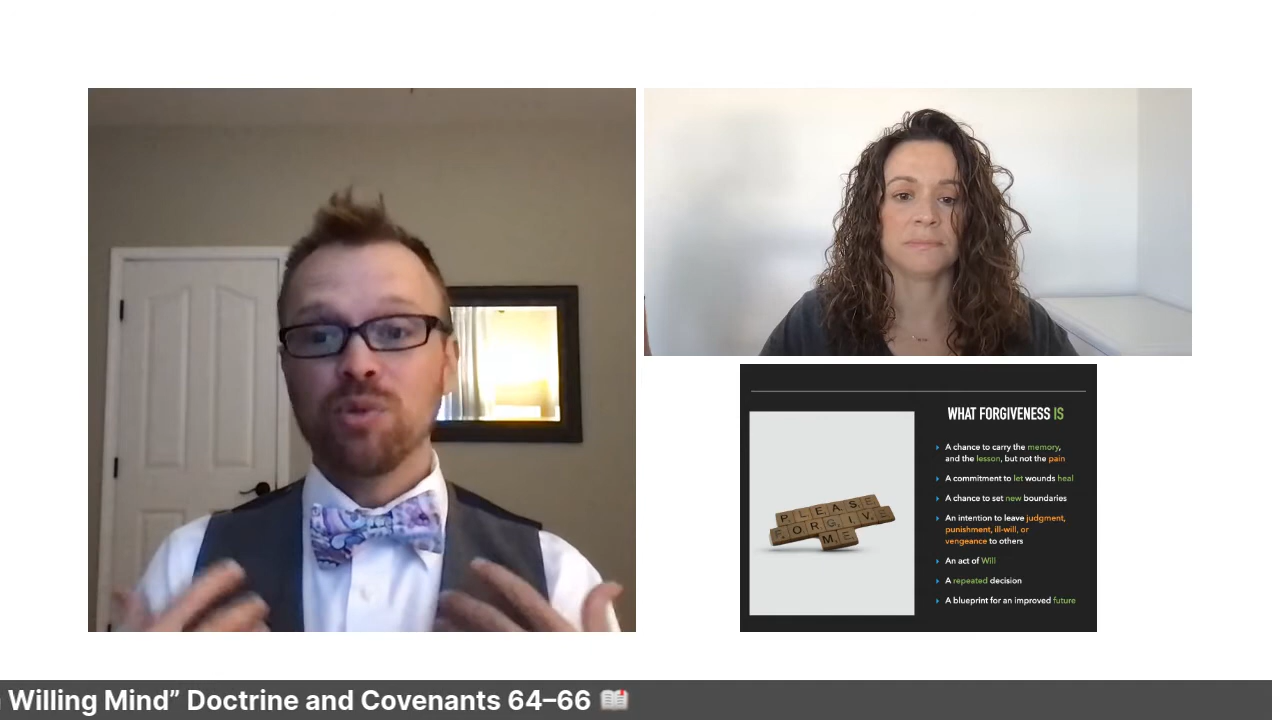 WHAT FORGIVENESS IS
A chance to carry the memory,
and the lesson, but not the pain
A commitment to let wounds heal
A chance to set new boundaries
An intention to leave judgment,
punishment, ill-will, or
vengeance to others
An act of Will
A repeated decision
A blueprint for an improved future
PLEASE
FORGIVE
ME
Willing Mind” Doctrine and Covenants 64–66 📖